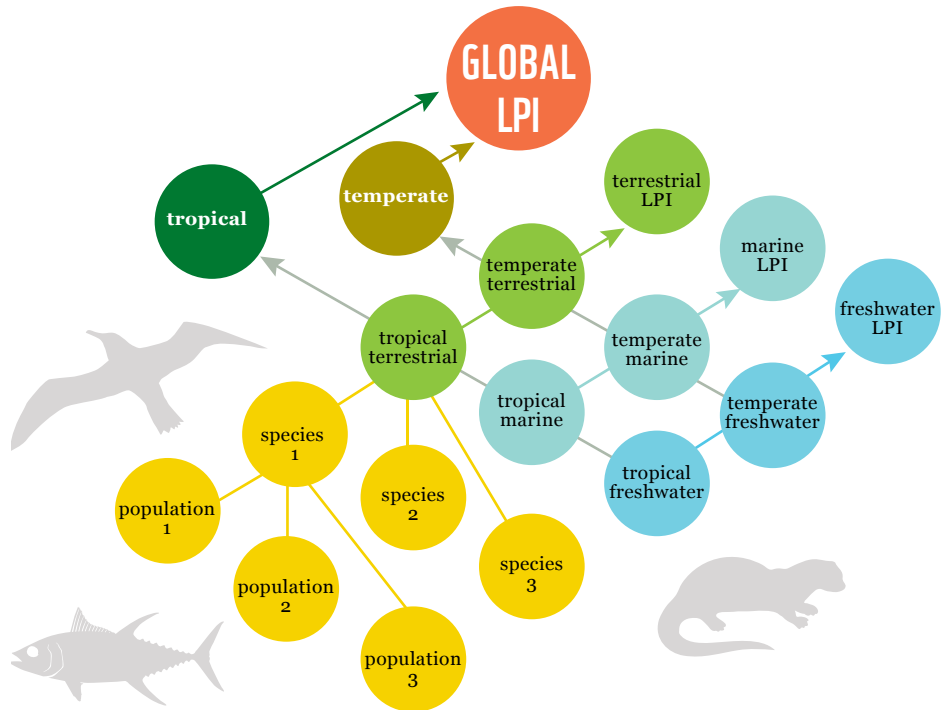 GLOBAL
LPI
tropical
temperate
terrestrial
LPI
temperate
terrestrial
marine
LPI
freshwater
LPI
tropical
terrestrial
temperate
marine
tropical
marine
temperate
freshwater
tropical
freshwater
species
1
species
2
species
3
population
1
population
2
population
3